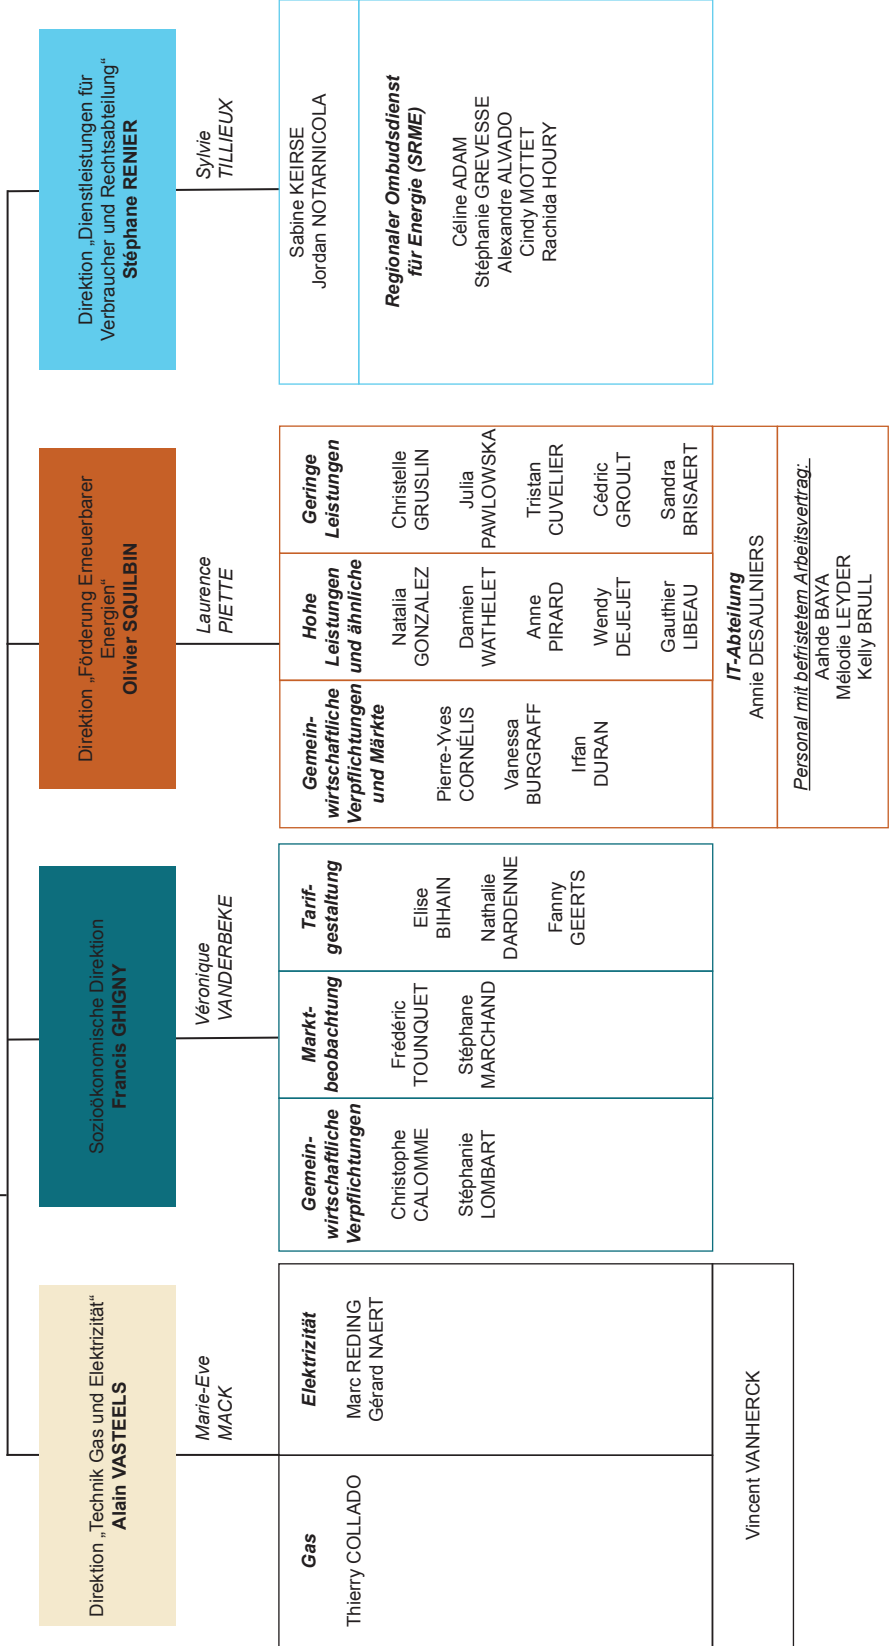 Direktion „Technik Gas und Elektrizität“
Alain VASTEELS
Marie-Eve
MACK
Gas
Thierry COLLADO
Elektrizität
Marc REDING
Gérard NAERT
Vincent VANHERCK
Sozioökonomische Direktion
Francis GHIGNY
Véronique
VANDERBEKE
Gemein-
wirtschaftliche
Verpflichtungen
Christophe
CALOMME
Stéphanie
LOMBART
Markt-
beobachtung
Frédéric
TOUNQUET
Stéphane
MARCHAND
Tarif-
gestaltung
Elise
BIHAIN
Nathalie
DARDENNE
Fanny
GEERTS
Direktion „Förderung Erneuerbarer
Energien“
Olivier SQUILBIN
Laurence
PIETTE
Gemein-
wirtschaftliche
Verpflichtungen
und Märkte
Pierre-Yves
CORNÉLIS
Vanessa
BURGRAFF
Irfan
DURAN
Hohe
Leistungen
und ähnliche
Natalia
GONZALEZ
Damien
WATHELET
Anne
PIRARD
Wendy
DEJEJET
Gauthier
LIBEAU
Geringe
Leistungen
Christelle
GRUSLIN
Julia
PAWLOWSKA
Tristan
CUVELIER
Cédric
GROULT
Sandra
BRISAERT
IT-Abteilung
Annie DESAULNIERS
Personal mit befristetem Arbeitsvertrag:
Aahde BAYA
Mélodie LEYDER
Kelly BRULL
Direktion „Dienstleistungen für
Verbraucher und Rechtsabteilung“
Stéphane RENIER
Sylvie
TILLIEUX
Sabine KEIRSE
Jordan NOTARNICOLA
Regionaler Ombudsdienst
für Energie (SRME)
Céline ADAM
Stéphanie GREVESSE
Alexandre ALVADO
Cindy MOTTET
Rachida HOURY